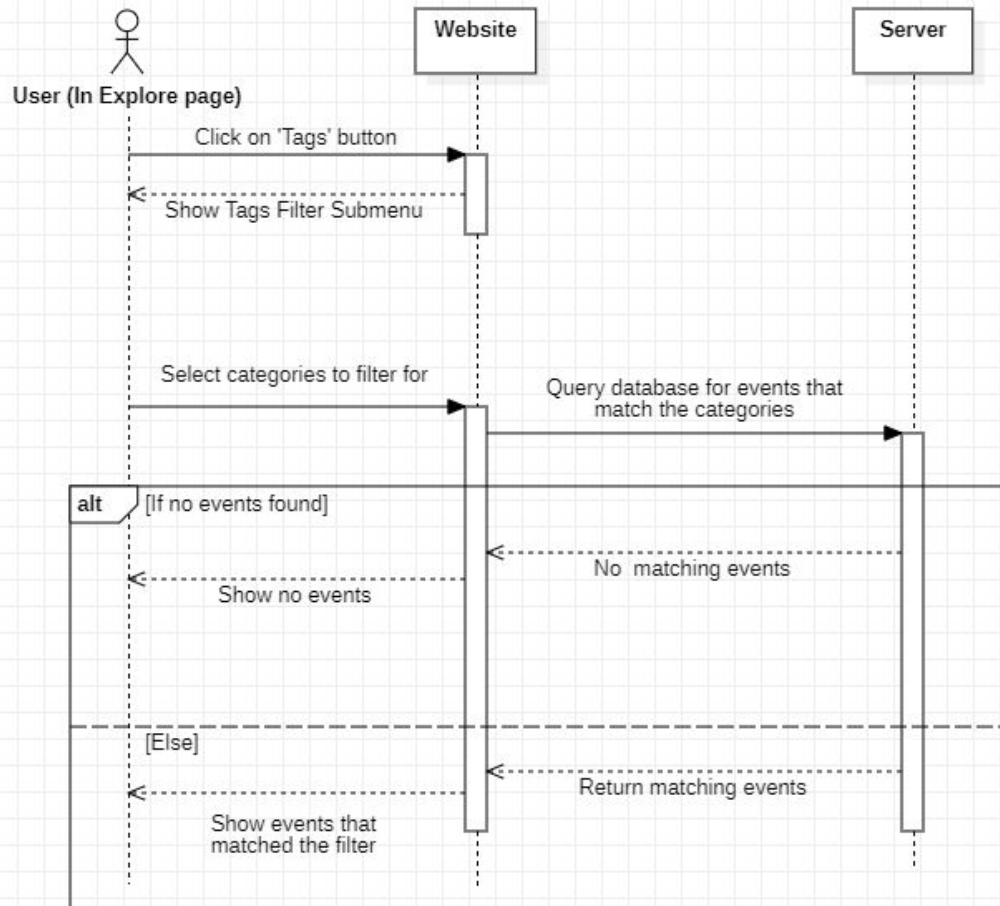 Website
Server
User (In Explore page)
Click on 'Tags' button
Show Tags Filter Submenu
Select categories to filter for
Query database for events that
match the categories
alt
[If no events found]
No  matching events
Show no events
[Else]
Return matching events
Show events that
matched the filter